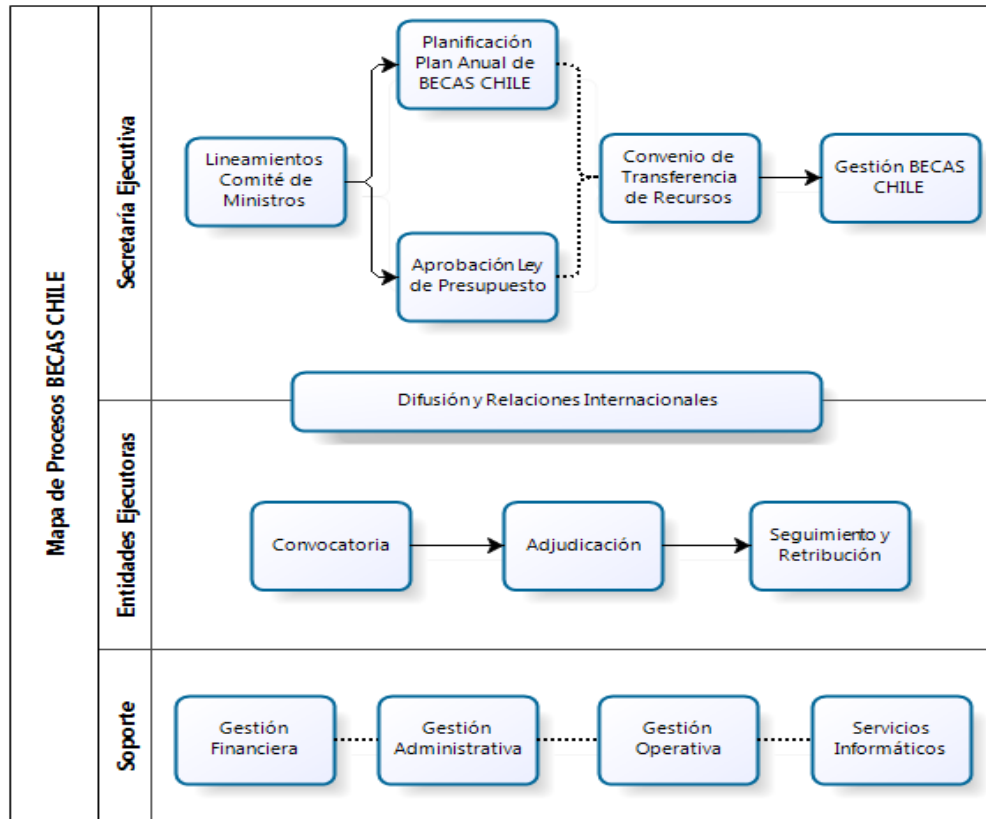 Mapa de Procesos BECAS CHILE
Secretaría Ejecutiva
Planificación
Plan Anual de
BECAS CHILE
Lineamientos
Comité de
Ministros
Convenio de
Transferencia
de Recursos
Gestión BECAS
CHILE
Aprobación Ley
de Presupuesto
Difusión y Relaciones Internacionales
Entidades Ejecutoras
Convocatoria
Adjudicación
Seguimiento y
Retribución
Soporte
Gestión
Financiera
Gestión
Administrativa
Gestión
Operativa
Servicios
Informáticos